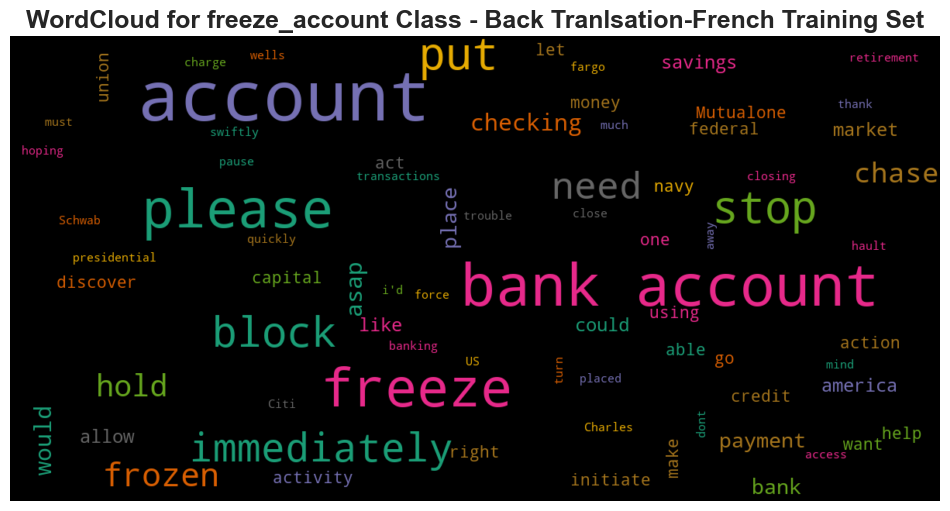 WordCloud for freeze_account Class - Back Tranlsation-French Training Set
put
let
wells
charge
union
fargo
savings
retirement
account
money
Mutualone
thank
must
swiftly
checking
much
federal
market
hoping
pause
act
transactions
need
navy
closing
chase
please
place
trouble
close
stop
Schwab
quickly
one
away
hault
presidential
discover
capital
asap
i'd
force
bank account
using
block
like
banking
could
able
go
action
US
turn
placed
mind
america
hold
Citi
freeze
credit
would
allow
immediately
right
Charles
make
dont
payment
want
help
access
frozen
activity
initiate
bank